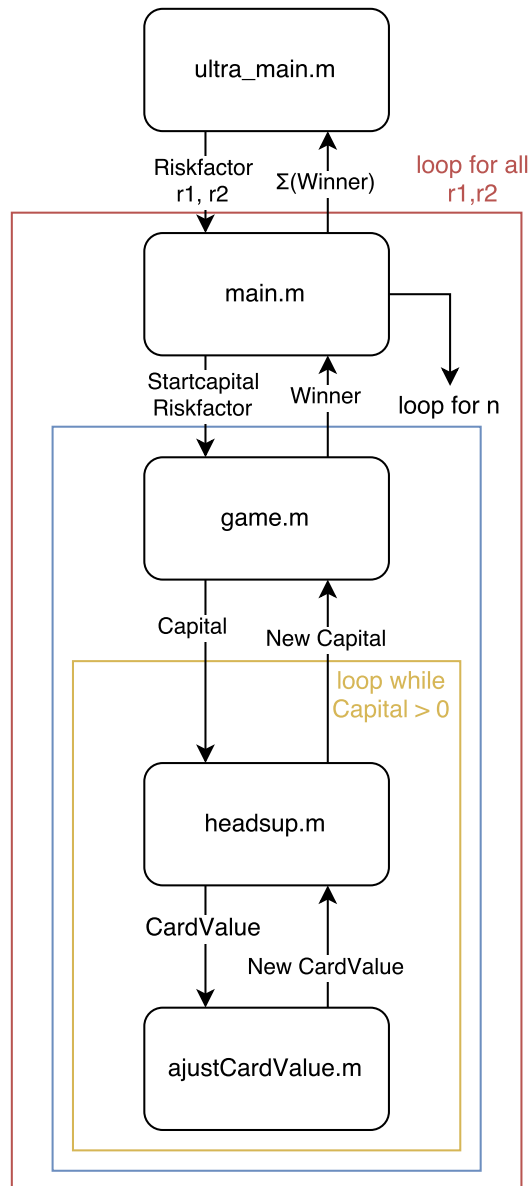 ultra_main.m
Riskfactor
r1, r2
Σ(Winner)
loop for all
r1,r2
main.m
Startcapital
Riskfactor
Winner
loop for n
game.m
Capital
New Capital
loop while
Capital > 0
headsup.m
CardValue
New CardValue
ajustCardValue.m